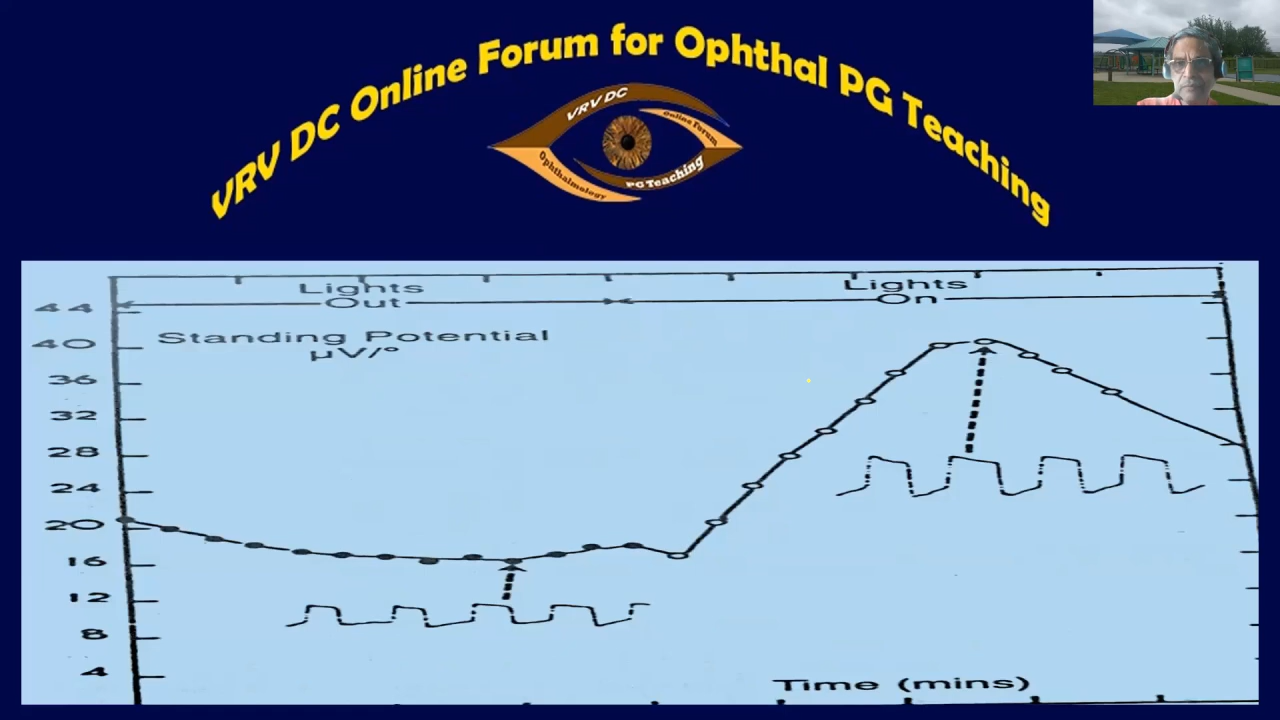 VRV DC Online Forum for Ophthal PG Teaching
VRV DC
Online Forum
Ophthalmology
PG Teaching
Lights
Out
Lights
On
Standing Potential
µV/°
44
40
36
32
28
24
20
16
12
8
4
Time (mins)